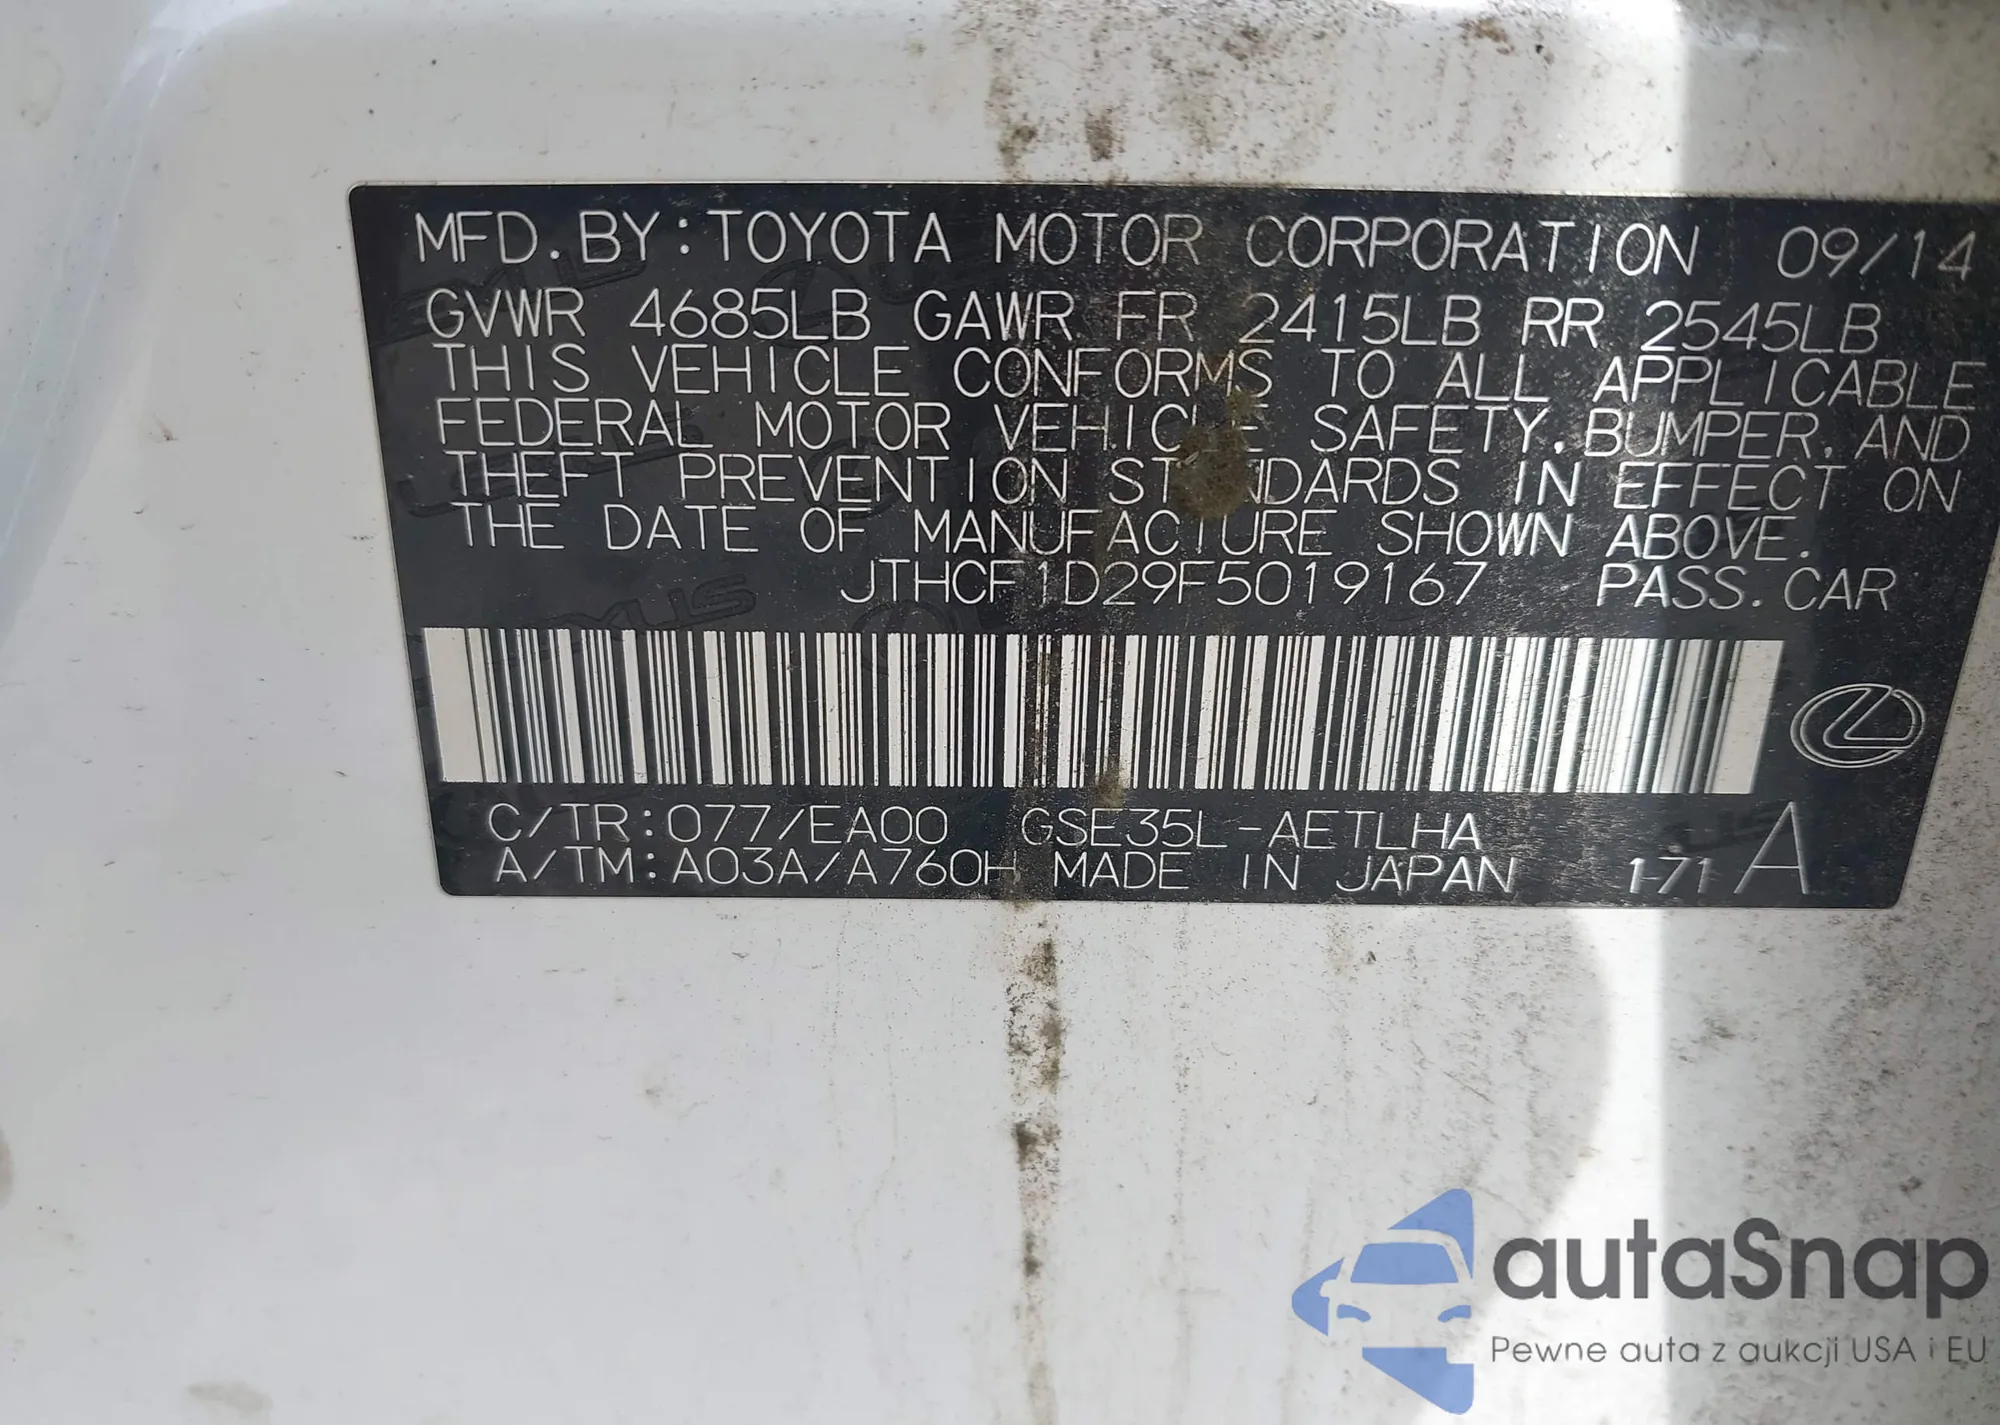 MFD. BY: TOYOTA MOTOR CORPORATION 09/14
GVWR 4685LB GAWR FR 2415LB RR 2545LB
THIS VEHICLE CONFORMS TO ALL APPLICABLE
FEDERAL MOTOR VEHICLE SAFETY, BUMPER, AND
THEFT PREVENTION STANDARDS IN EFFECT ON
THE DATE OF MANUFACTURE SHOWN ABOVE.
JTHCF1D29F5019167 PASS. CAR
C/TR: 077/EA00 GSE35L-AETLHA
A/TM: A03A/A760H MADE IN JAPAN 1-71 A
autaSnap
Pewne auta z aukcji USA i EU